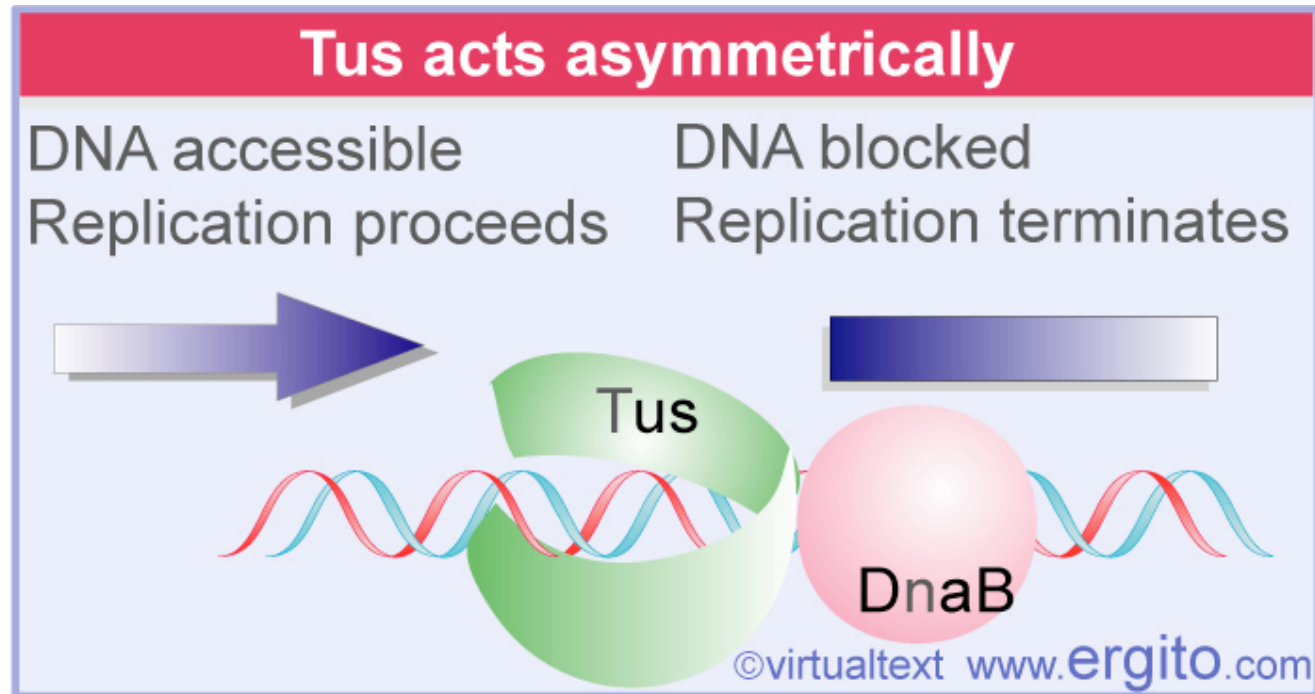 Tus acts asymmetrically
DNA accessible
Replication proceeds
DNA blocked
Replication terminates
Tus
DnaB
©virtualtext www.ergito.com